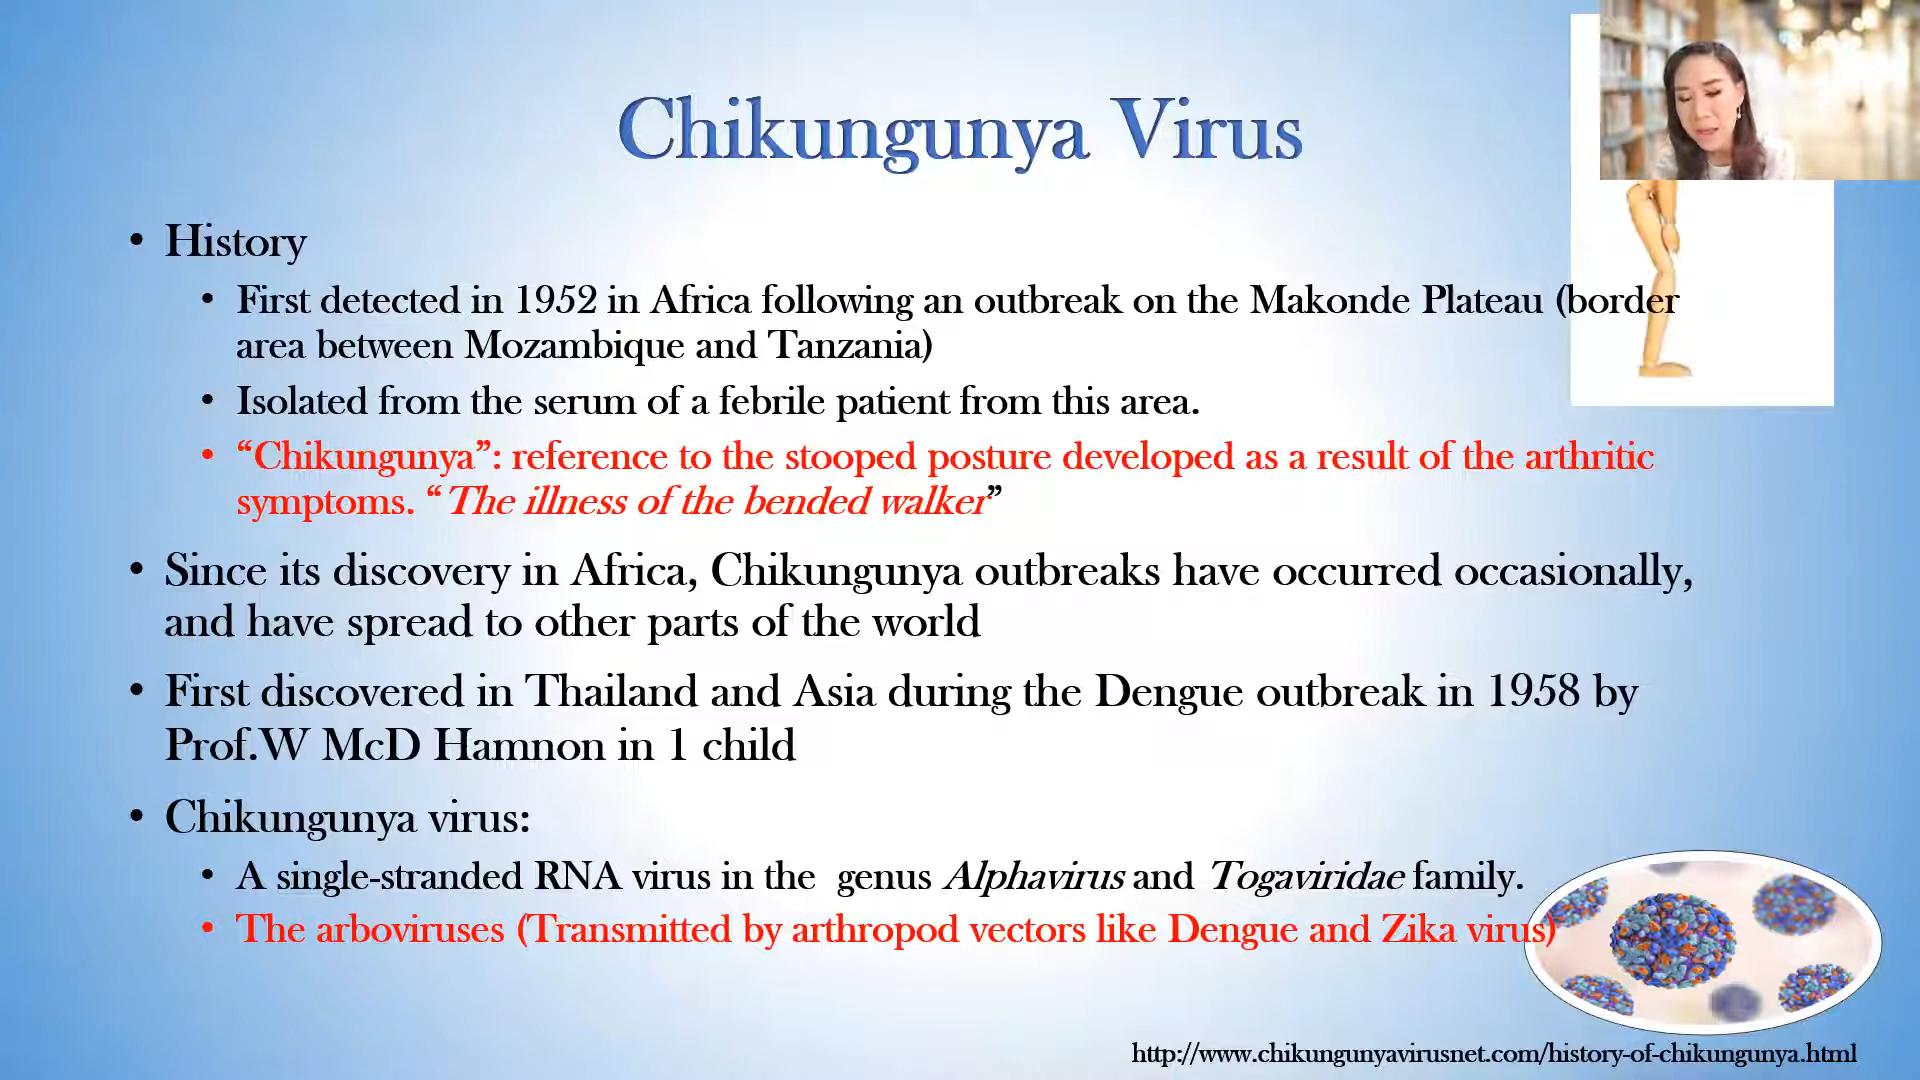 Chikungunya Virus
• History
• First detected in 1952 in Africa following an outbreak on the Makonde Plateau (border
area between Mozambique and Tanzania)
• Isolated from the serum of a febrile patient from this area.
• “Chikungunya”: reference to the stooped posture developed as a result of the arthritic
symptoms. “The illness of the bended walker”
• Since its discovery in Africa, Chikungunya outbreaks have occurred occasionally,
and have spread to other parts of the world
• First discovered in Thailand and Asia during the Dengue outbreak in 1958 by
Prof.W McD Hamnon in 1 child
• Chikungunya virus:
• A single-stranded RNA virus in the genus Alphavirus and Togaviridae family.
• The arboviruses (Transmitted by arthropod vectors like Dengue and Zika virus)
http://www.chikungunyavirusnet.com/history-of-chikungunya.html